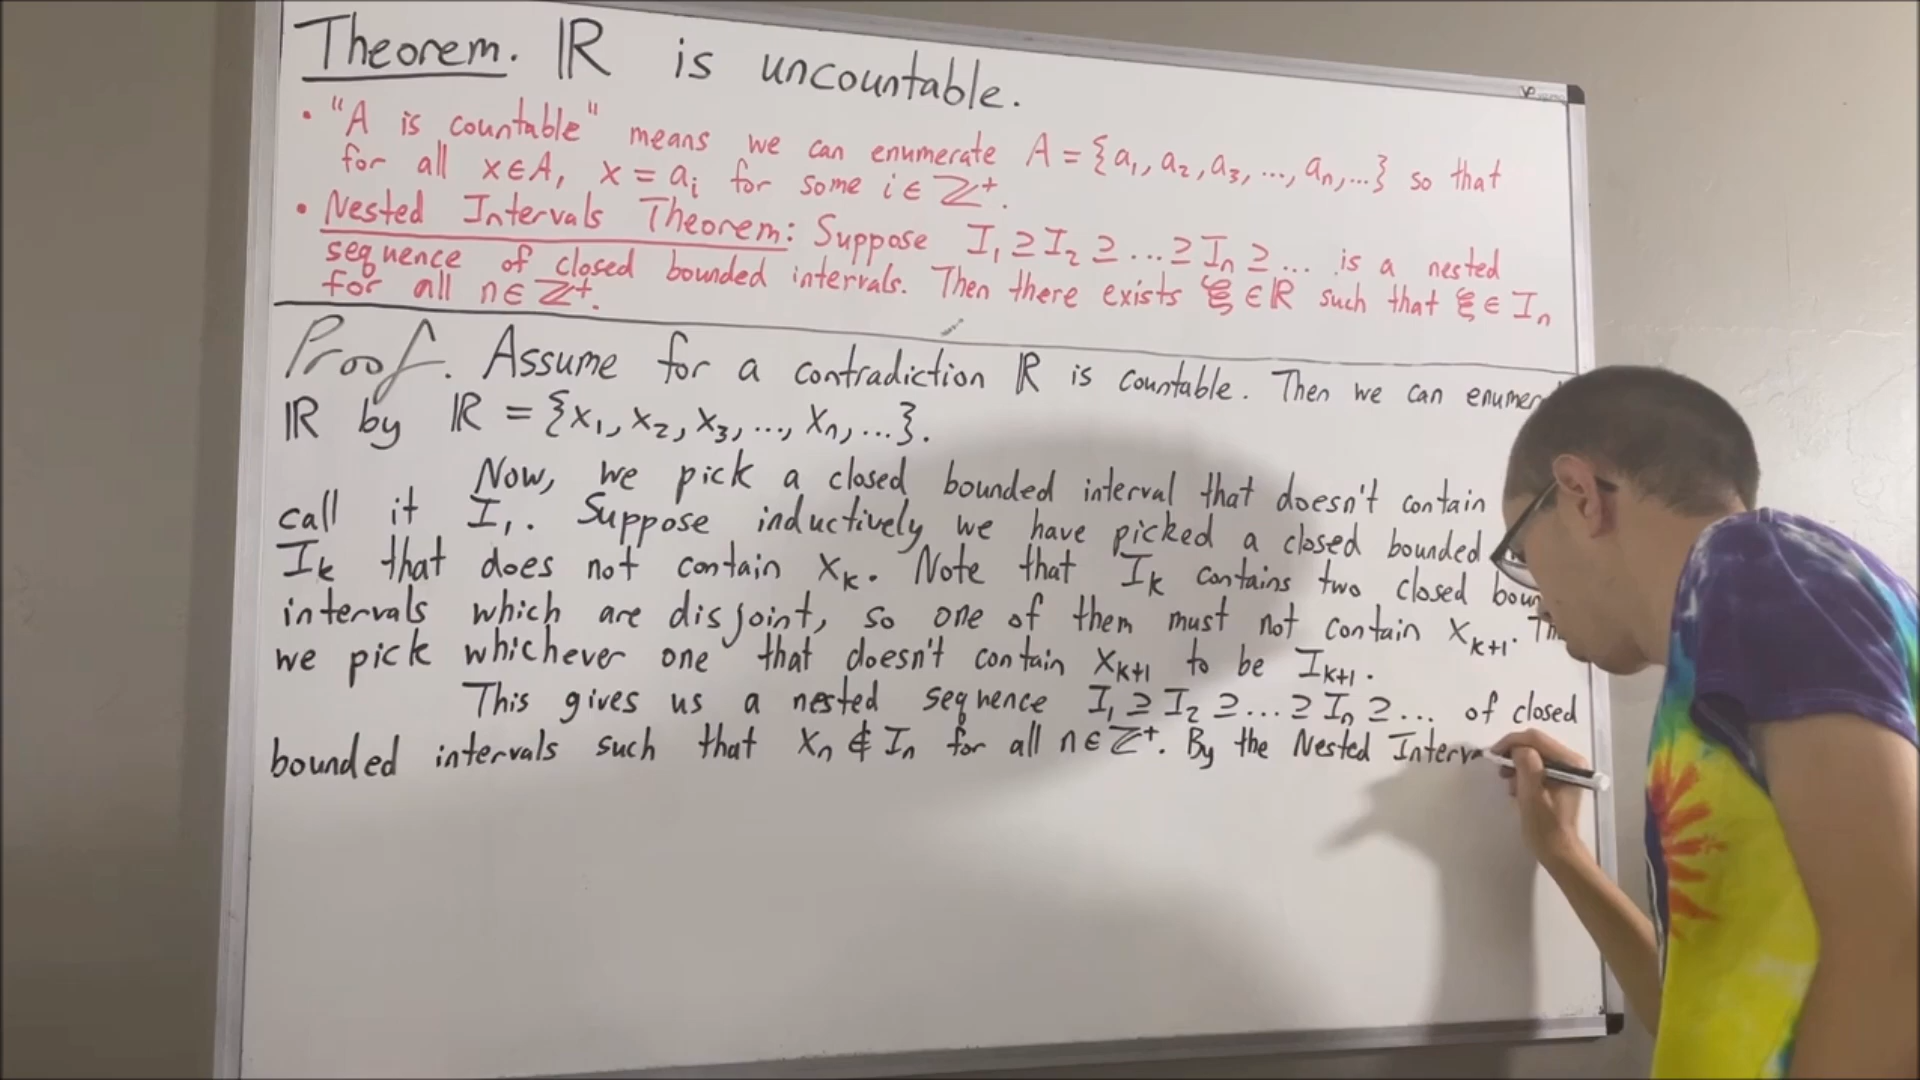 Theorem. ℝ is uncountable.
• "A is countable" means we can enumerate A = {a₁, a₂, a₃, ..., aₙ, ...} so that
for all x ∈ A, x = aᵢ for some i ∈ ℤ⁺.
• Nested Intervals Theorem: Suppose I₁ ⊇ I₂ ⊇ ... ⊇ Iₙ ⊇ ... is a nested
sequence of closed bounded intervals. Then there exists ξ ∈ ℝ such that ξ ∈ Iₙ
for all n ∈ ℤ⁺.
Proof. Assume for a contradiction ℝ is countable. Then we can
ℝ by ℝ = {x₁, x₂, x₃, ..., xₙ, ...}.
Now, we pick a closed bounded interval that doesn't contain
call it I₁. Suppose inductively we have picked a closed bounded
Iₖ that does not contain xₖ. Note that Iₖ contains two closed
intervals which are disjoint, so one of them must not contain xₖ₊₁.
we pick whichever one that doesn't contain xₖ₊₁ to be Iₖ₊₁.
This gives us a nested sequence I₁ ⊇ I₂ ⊇ ... ⊇ Iₙ ⊇ ... of closed
bounded intervals such that xₙ ∉ Iₙ for all n ∈ ℤ⁺. By the Nested Interva